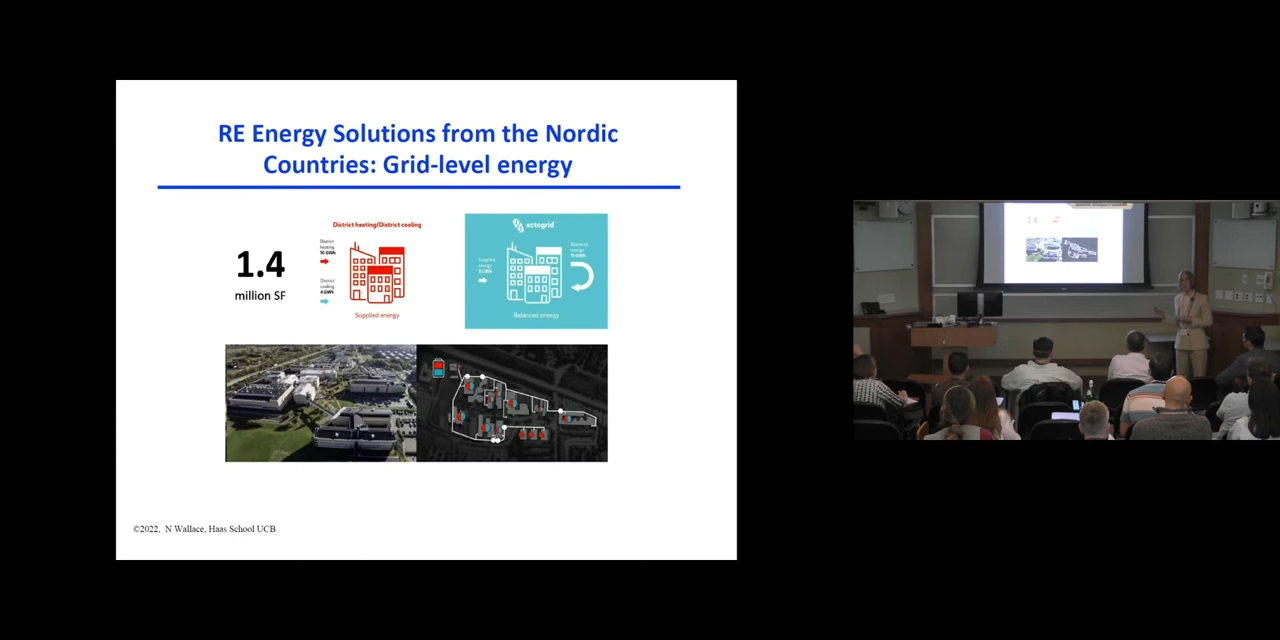 RE Energy Solutions from the Nordic
Countries: Grid-level energy
1.4
million SF
District heating/District cooling
District
heating
10 GWh
District
cooling
4 GWh
Supplied energy
ectogrid
Supplied
energy
3 GWh
Balanced
energy
11 GWh
Balanced energy
©2022, N Wallace, Haas School UCB